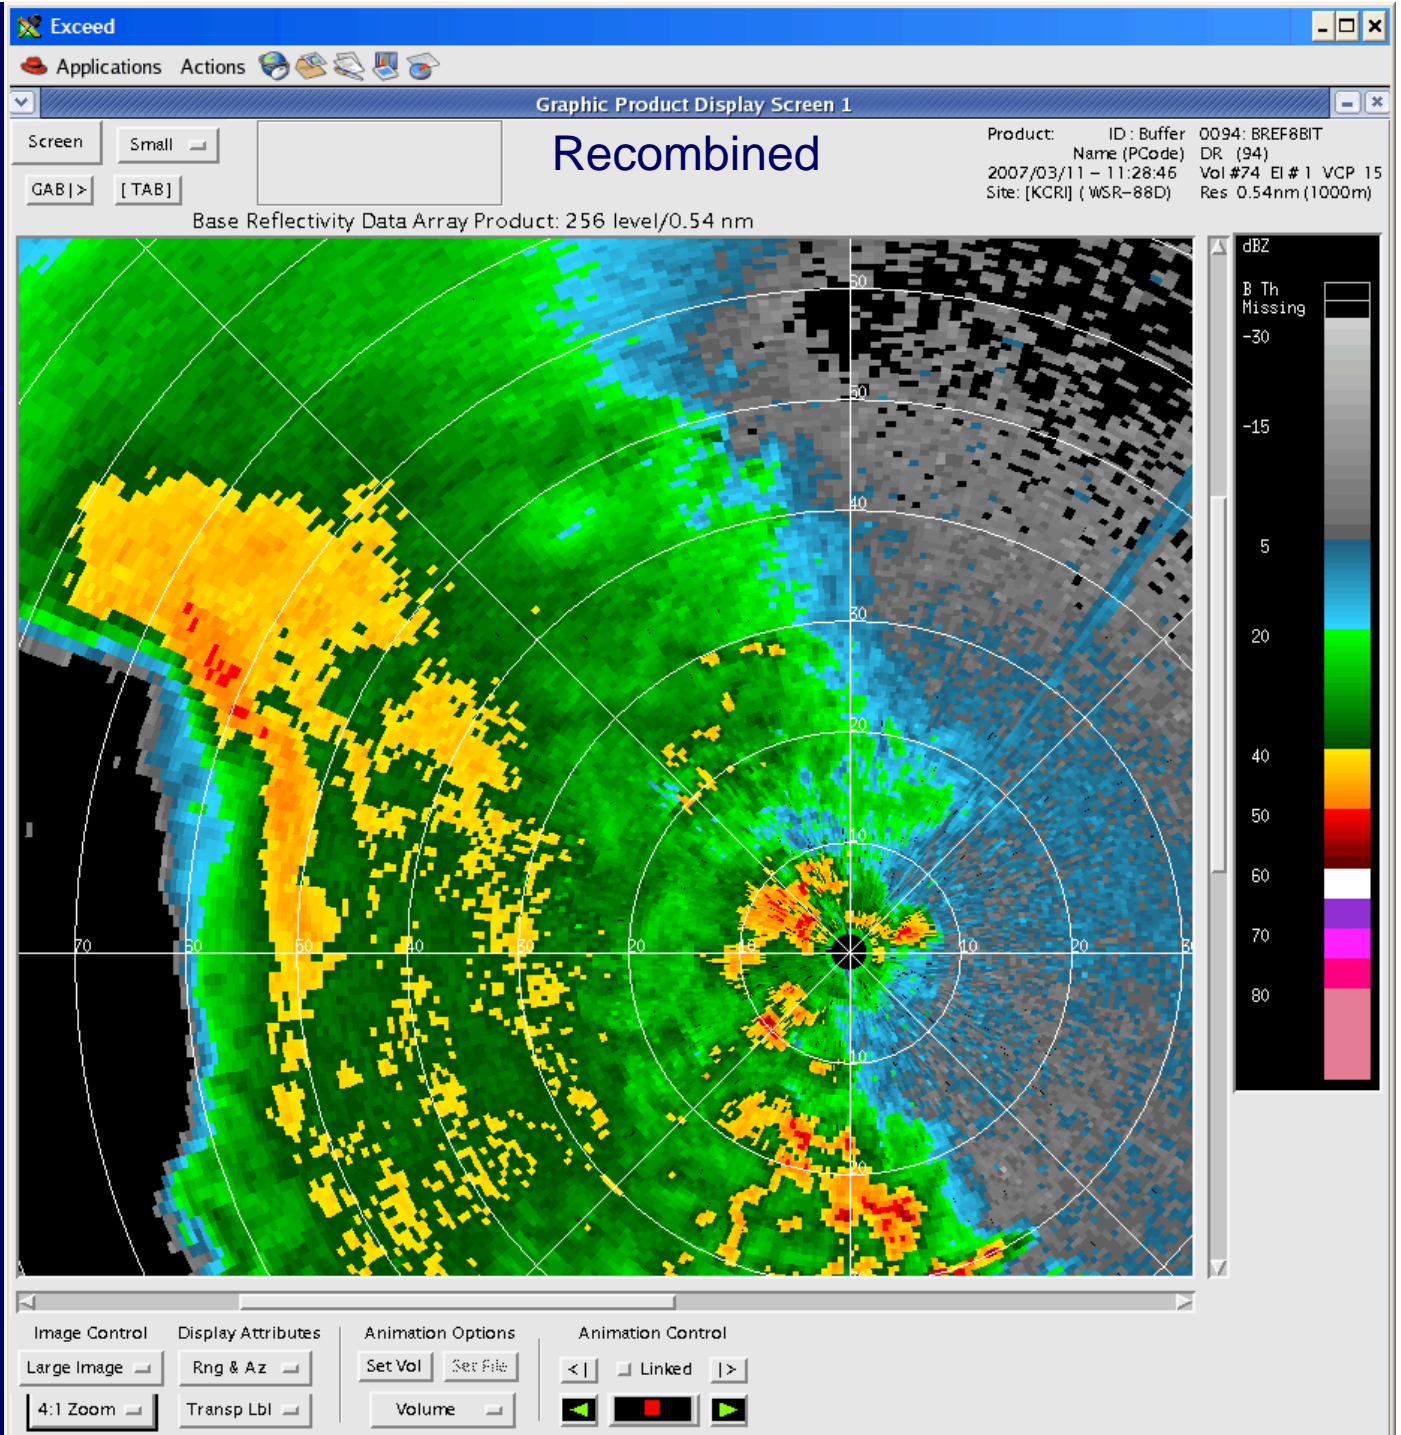 Exceed
Applications Actions
Graphic Product Display Screen 1
Screen Small
GAB|> [TAB]
Recombined
Product: ID: Buffer 0094: BREF8BIT
Name (PCode) DR (94)
2007/03/11 - 11:28:46 Vol #74 El # 1 VCP 15
Site: [KCRI] ( WSR-88D) Res 0.54nm (1000m)
Base Reflectivity Data Array Product: 256 level/0.54 nm
dBZ
B Th
Missing
-30
-15
5
20
40
50
60
70
80
60
50
40
30
20
10
70 60 50 40 30 20 10 10 20
10
20
Image Control Display Attributes Animation Options Animation Control
Large Image Rng & Az Set Vol Set File <| Linked |>
4:1 Zoom Transp Lbl Volume